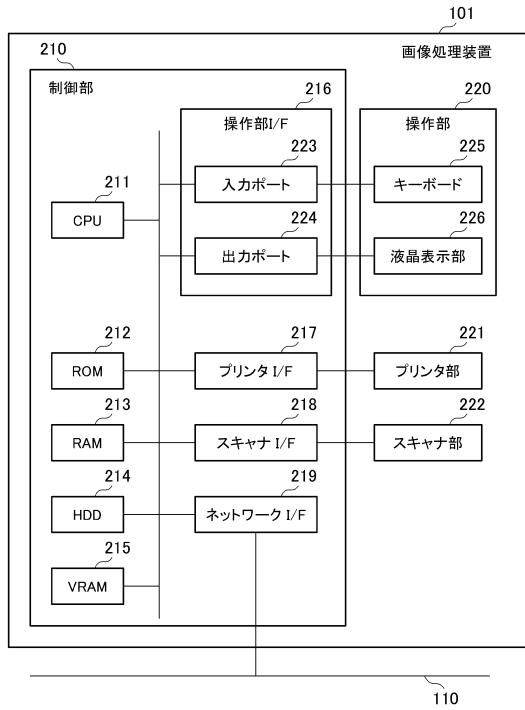 101
画像処理装置
210
制御部
216
操作部I/F
220
操作部
223
入力ポート
225
キーボード
211
CPU
224
出力ポート
226
液晶表示部
212
ROM
217
プリンタ I/F
221
プリンタ部
213
RAM
218
スキャナ I/F
222
スキャナ部
214
HDD
219
ネットワーク I/F
215
VRAM
110